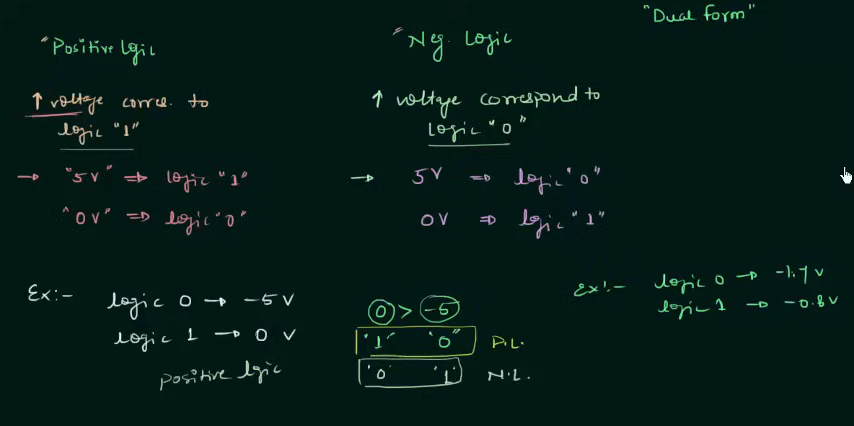 "Dual form"
"Positive Lgic
"Neg. Logic
↑ voltage corres. to
logic "1"
→ "5V" ⇒ logic "1"
"0V" ⇒ logic "0"
↑ voltage correspond to
Logic "0"
→ 5V ⇒ logic "0"
0V ⇒ logic "1"
Ex:- logic 0 → -5 V
logic 1 → 0 V
positive logic
0 > -5
"1" "0" P.L.
'0' '1' N.L.
Ex:- logic 0 → -1.7 V
logic 1 → -0.8 V